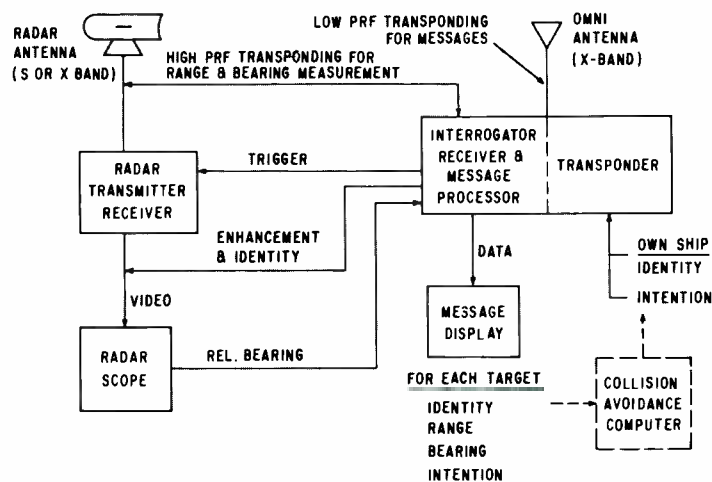 RADAR
ANTENNA
(S OR X BAND)
HIGH PRF TRANSPONDING FOR
RANGE & BEARING MEASUREMENT
LOW PRF TRANSPONDING
FOR MESSAGES
OMNI
ANTENNA
(X-BAND)
RADAR
TRANSMITTER
RECEIVER
TRIGGER
INTERROGATOR
RECEIVER &
MESSAGE
PROCESSOR
TRANSPONDER
ENHANCEMENT
& IDENTITY
VIDEO
DATA
OWN SHIP
IDENTITY
INTENTION
RADAR
SCOPE
REL. BEARING
MESSAGE
DISPLAY
FOR EACH TARGET
IDENTITY
RANGE
BEARING
INTENTION
COLLISION
AVOIDANCE
COMPUTER